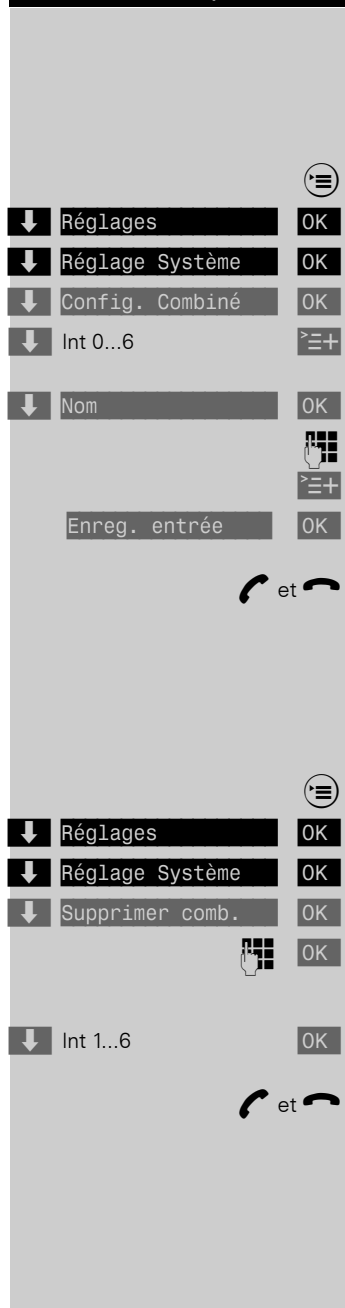 Réglages OK
Réglage Système OK
Config. Combiné OK
Int 0...6
Nom OK
Enreg. entrée OK
et
Réglages OK
Réglage Système OK
Supprimer comb. OK
OK
Int 1...6 OK
et